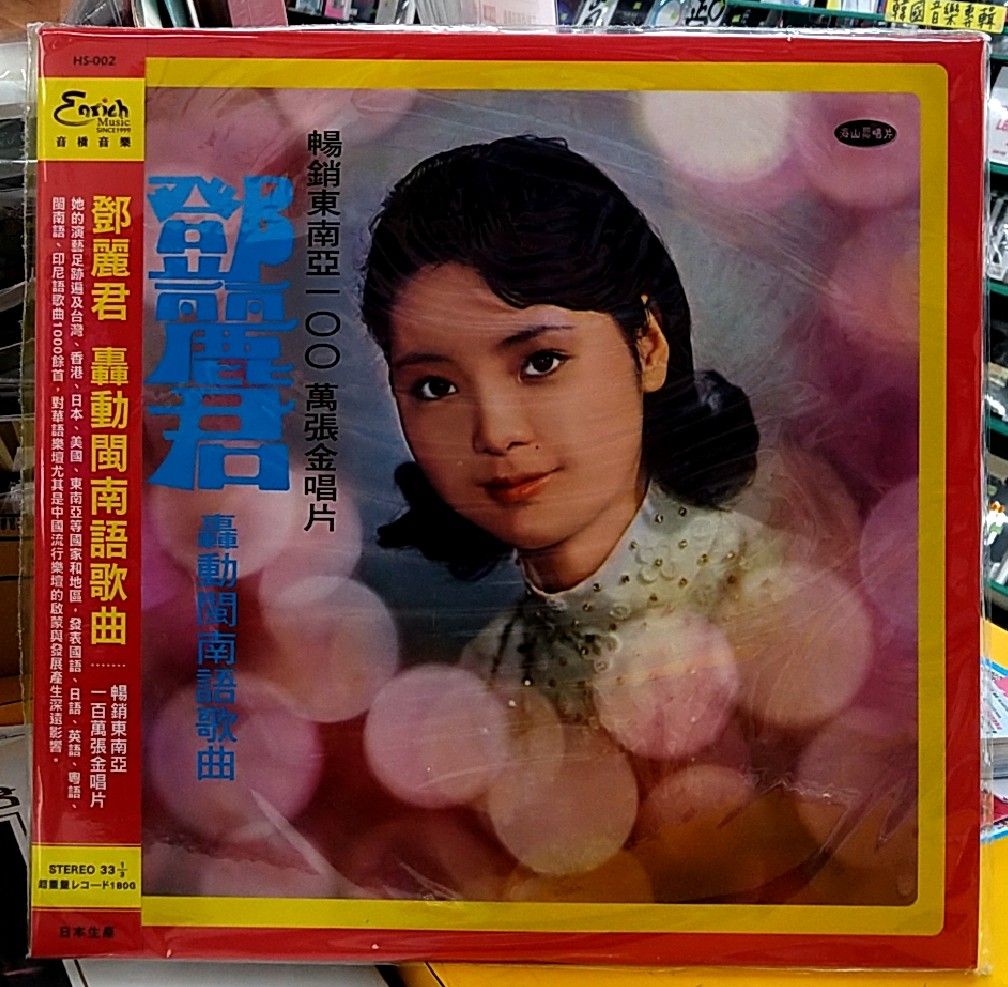 韓國音樂專輯
HS-002
Enrich
Music
SINCE1999
音橋音樂
鄧麗君 轟動閩南語歌曲
暢銷東南亞
一百萬張金唱片
她的演藝足跡遍及台灣、香港、日本、美國、東南亞等國家和地區，發表國語、日語、英語、粵語、
閩南語、印尼語歌曲1000餘首，對華語樂壇尤其是中國流行樂壇的啟蒙與發展產生深遠影響。
STEREO 33⅓
超重量レコード180G
日本生産
暢銷東南亞一〇〇萬張金唱片
鄧麗君
轟動閩南語歌曲
海山唱片